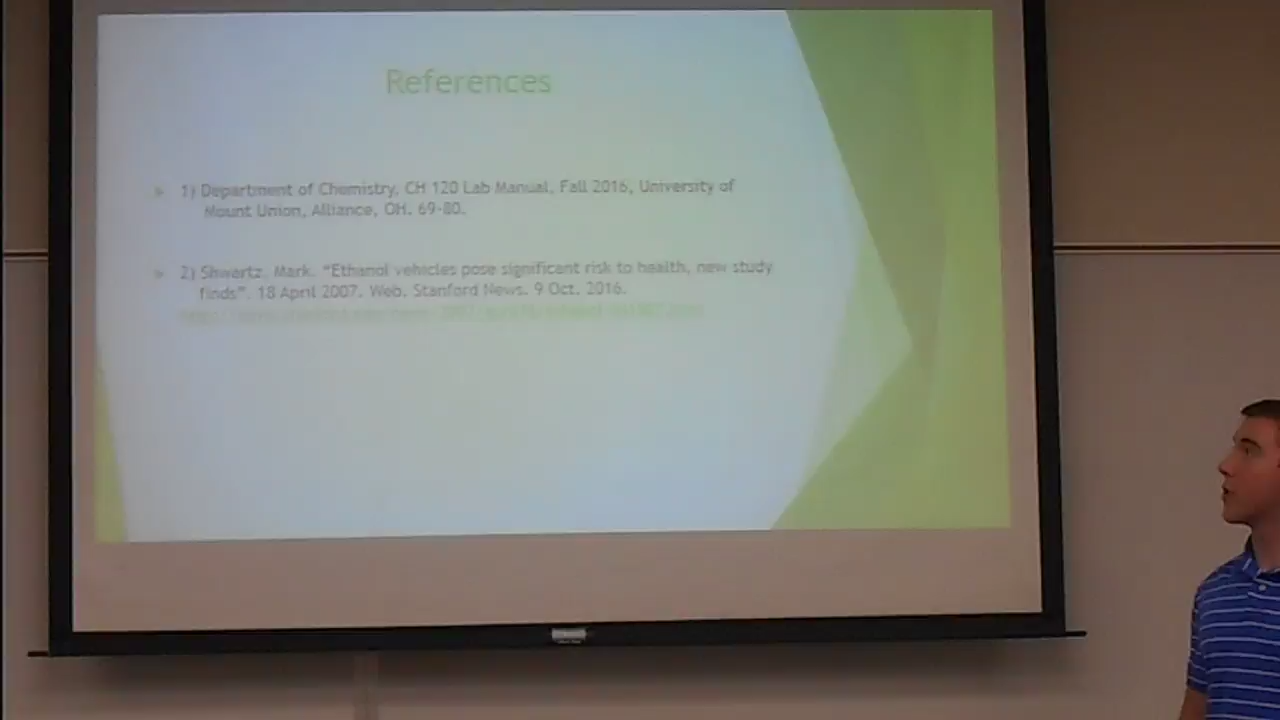 References
1) Department of Chemistry, CH 120 Lab Manual, Fall 2016, University of
Mount Union, Alliance, OH. 69-80.
2) Shwartz, Mark. "Ethanol vehicles pose significant risk to health, new study
finds". 18 April 2007. Web. Stanford News. 9 Oct. 2016.